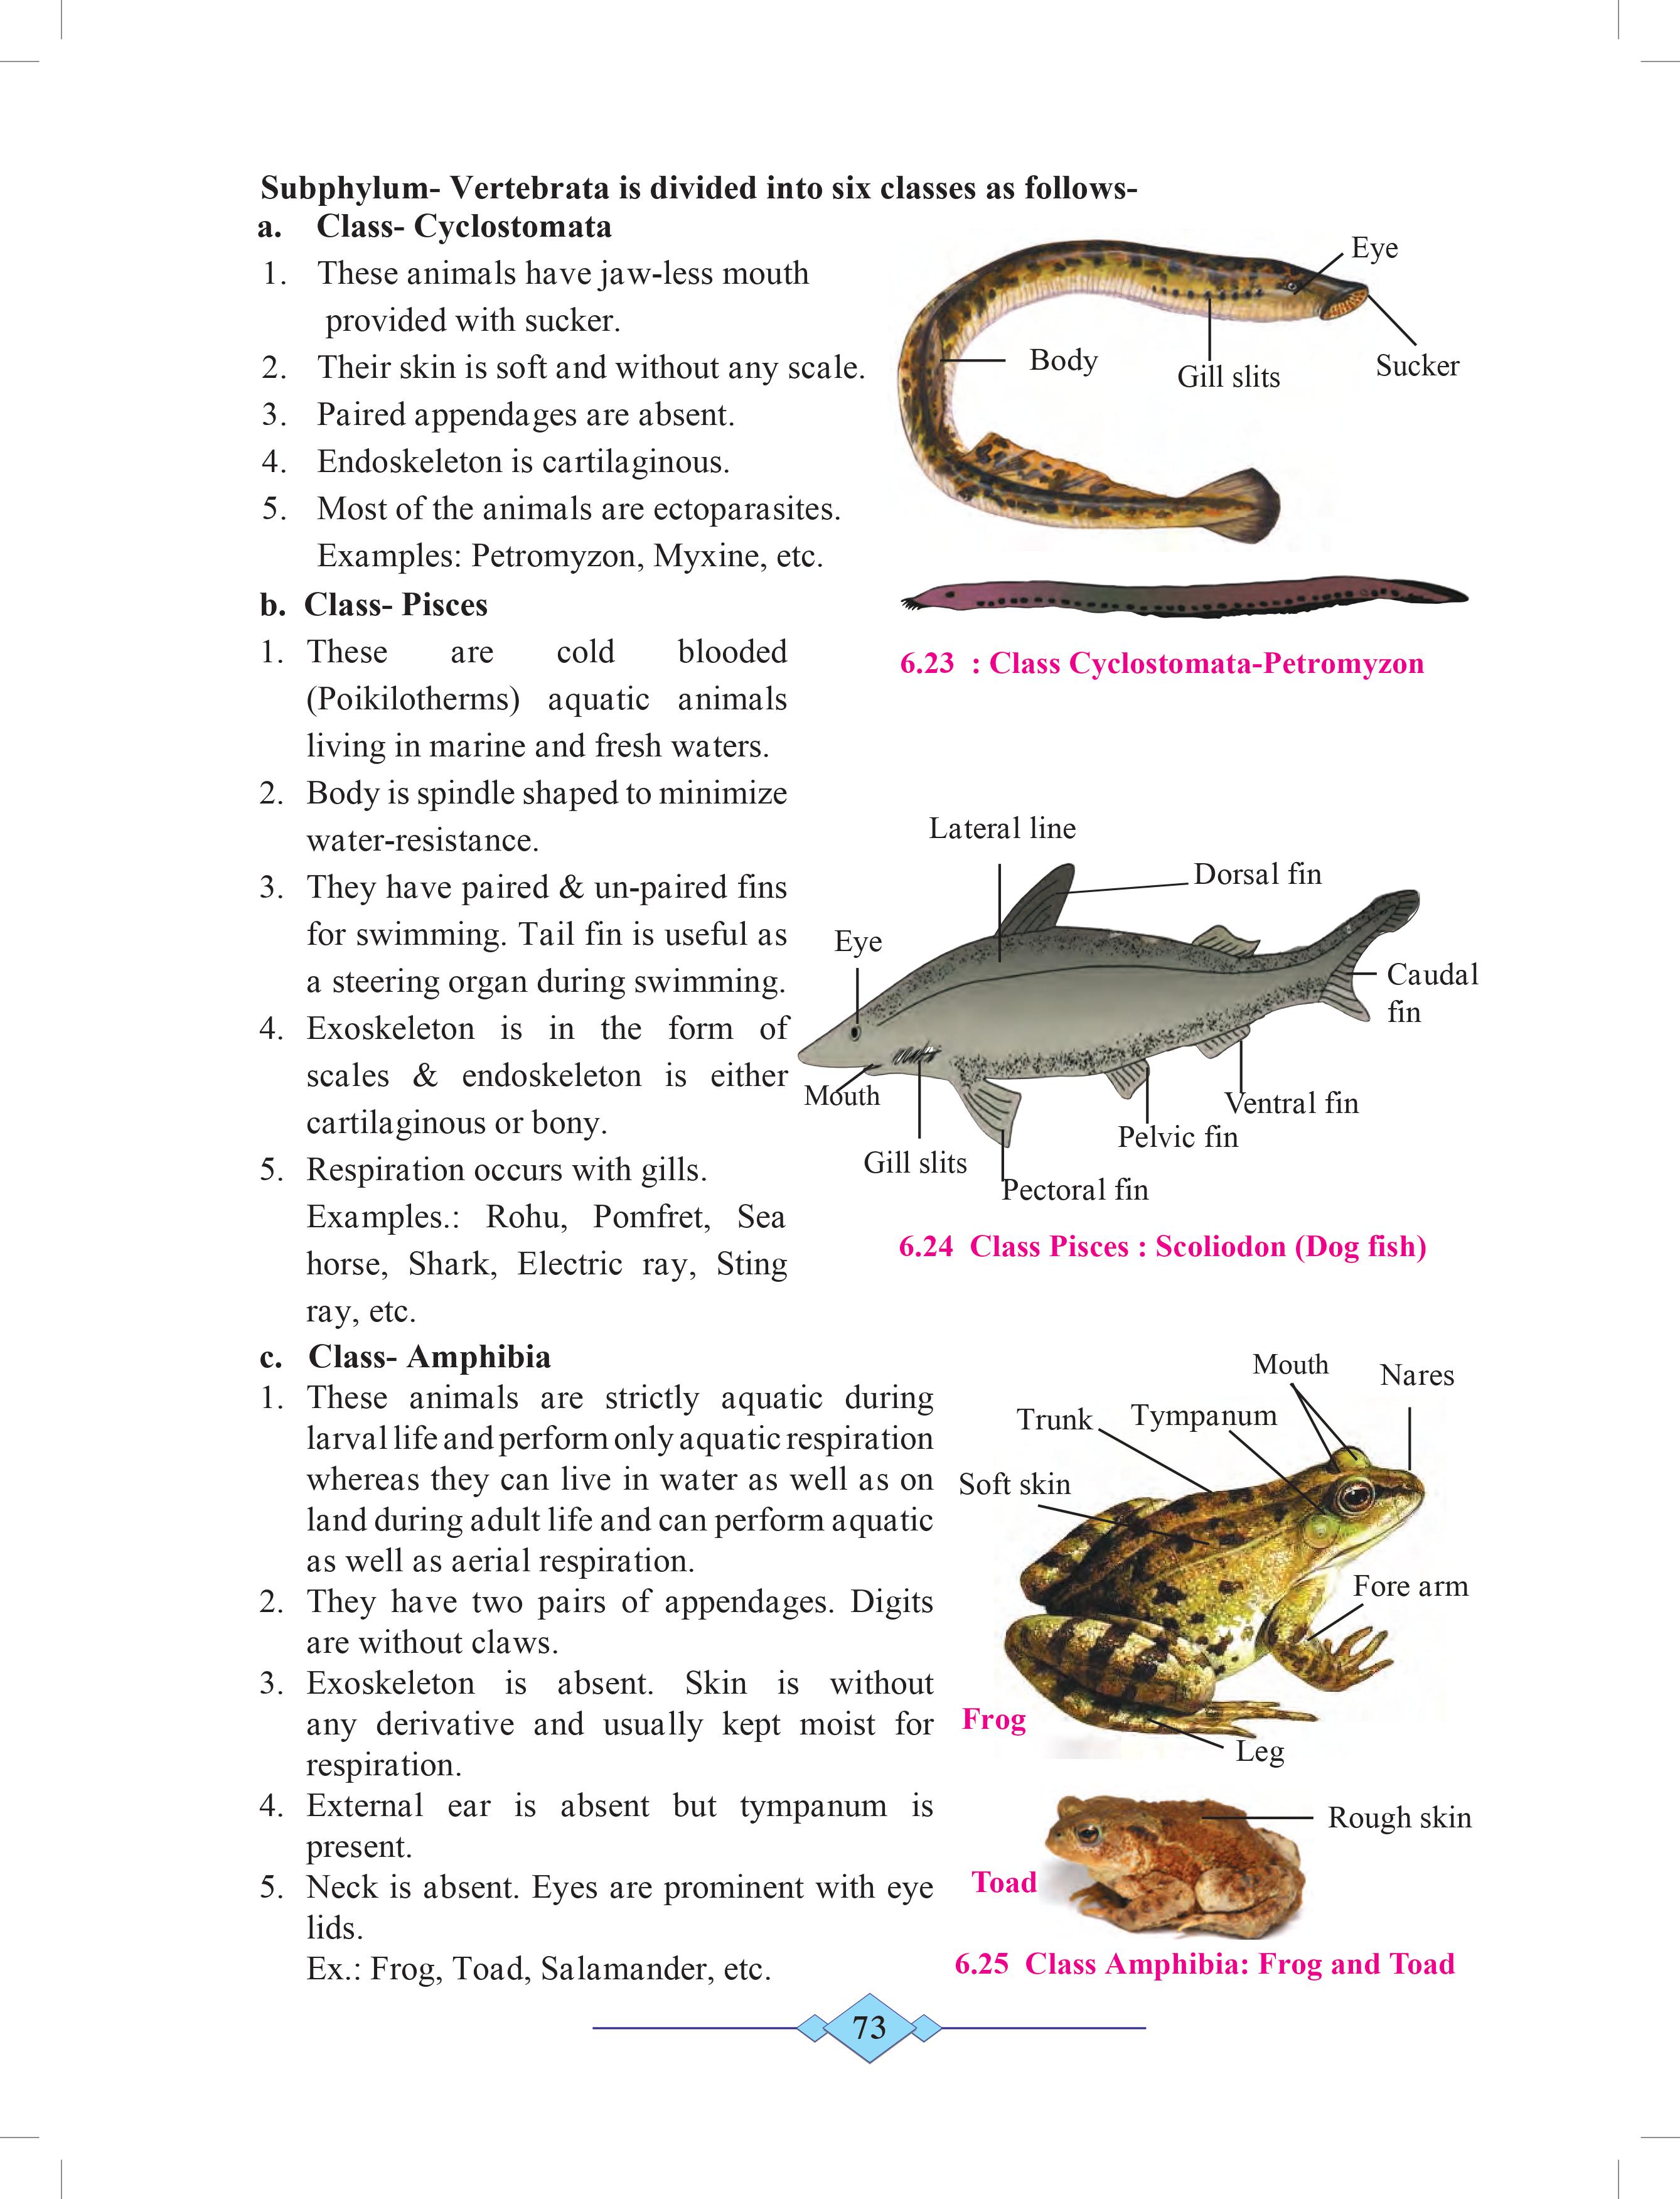 Subphylum- Vertebrata is divided into six classes as follows-
a. Class- Cyclostomata
1. These animals have jaw-less mouth
provided with sucker.
2. Their skin is soft and without any scale.
3. Paired appendages are absent.
4. Endoskeleton is cartilaginous.
5. Most of the animals are ectoparasites.
Examples: Petromyzon, Myxine, etc.
Eye
Body
Gill slits
Sucker
6.23 : Class Cyclostomata-Petromyzon
b. Class- Pisces
1. These are cold blooded
(Poikilotherms) aquatic animals
living in marine and fresh waters.
2. Body is spindle shaped to minimize
water-resistance.
3. They have paired & un-paired fins
for swimming. Tail fin is useful as
a steering organ during swimming.
4. Exoskeleton is in the form of
scales & endoskeleton is either
cartilaginous or bony.
5. Respiration occurs with gills.
Examples.: Rohu, Pomfret, Sea
horse, Shark, Electric ray, Sting
ray, etc.
Lateral line
Dorsal fin
Eye
Caudal
fin
Mouth
Ventral fin
Pelvic fin
Gill slits
Pectoral fin
6.24 Class Pisces : Scoliodon (Dog fish)
c. Class- Amphibia
1. These animals are strictly aquatic during
larval life and perform only aquatic respiration
whereas they can live in water as well as on
land during adult life and can perform aquatic
as well as aerial respiration.
2. They have two pairs of appendages. Digits
are without claws.
3. Exoskeleton is absent. Skin is without
any derivative and usually kept moist for
respiration.
4. External ear is absent but tympanum is
present.
5. Neck is absent. Eyes are prominent with eye
lids.
Ex.: Frog, Toad, Salamander, etc.
Mouth
Nares
Trunk
Tympanum
Soft skin
Fore arm
Frog
Leg
Rough skin
Toad
6.25 Class Amphibia: Frog and Toad
73